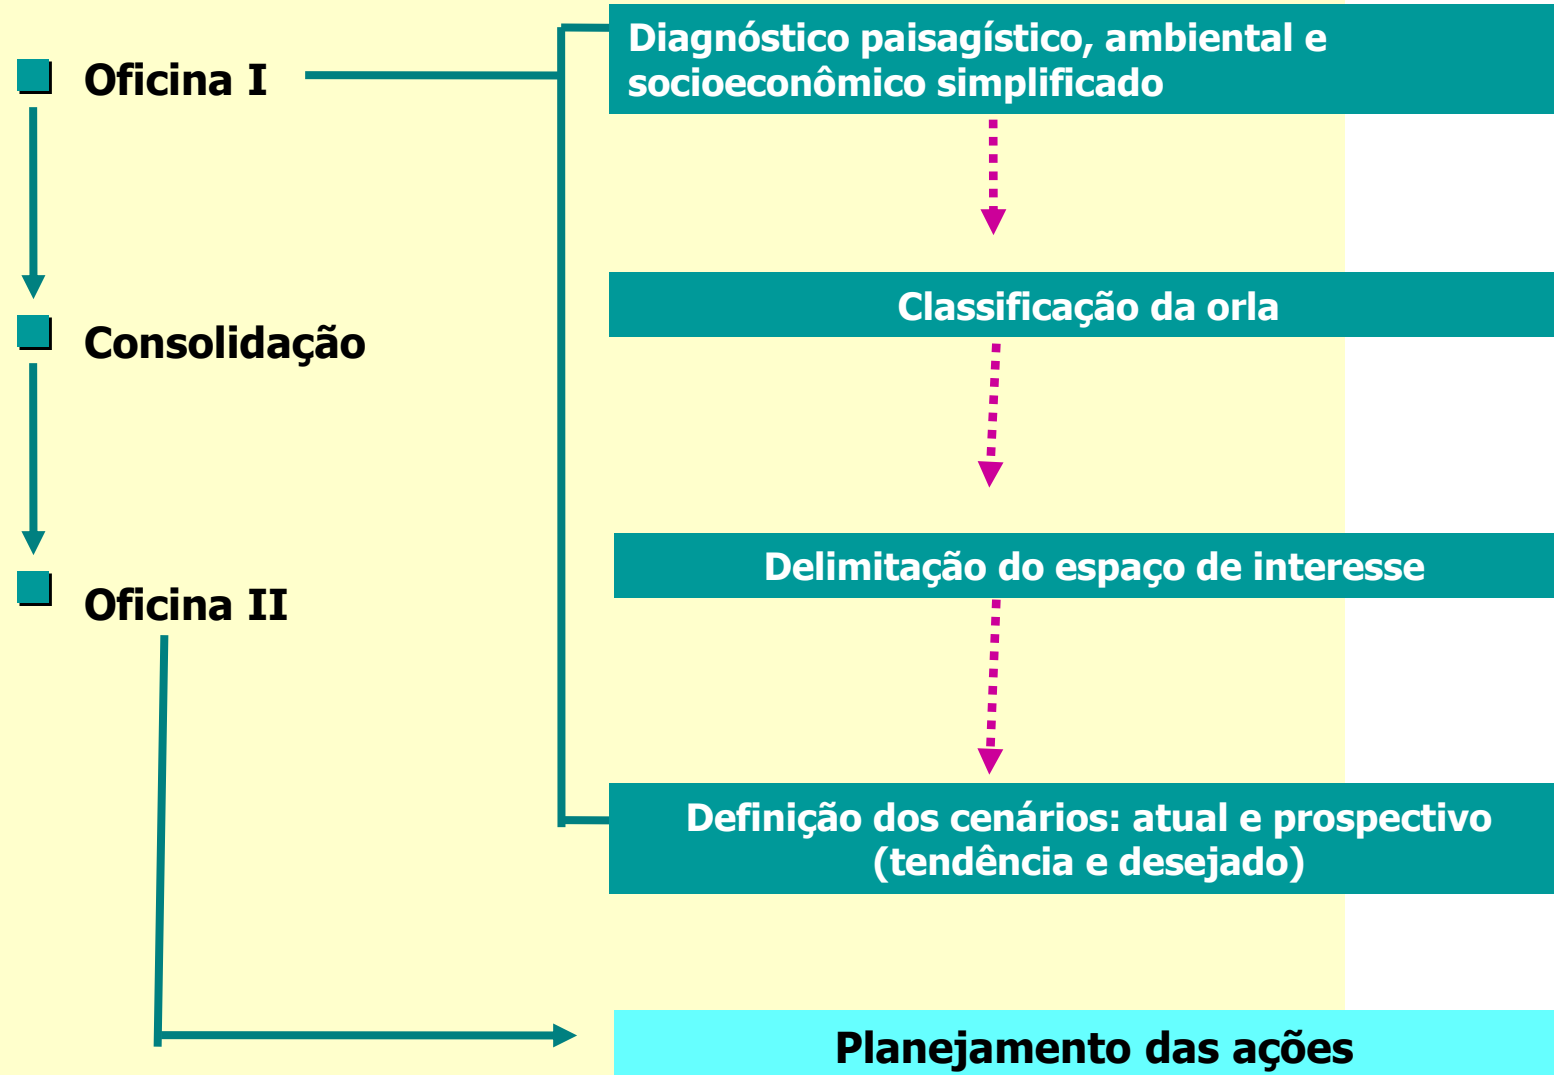 Oficina I
Consolidação
Oficina II
Diagnóstico paisagístico, ambiental e
socioeconômico simplificado
Classificação da orla
Delimitação do espaço de interesse
Definição dos cenários: atual e prospectivo
(tendência e desejado)
Planejamento das ações